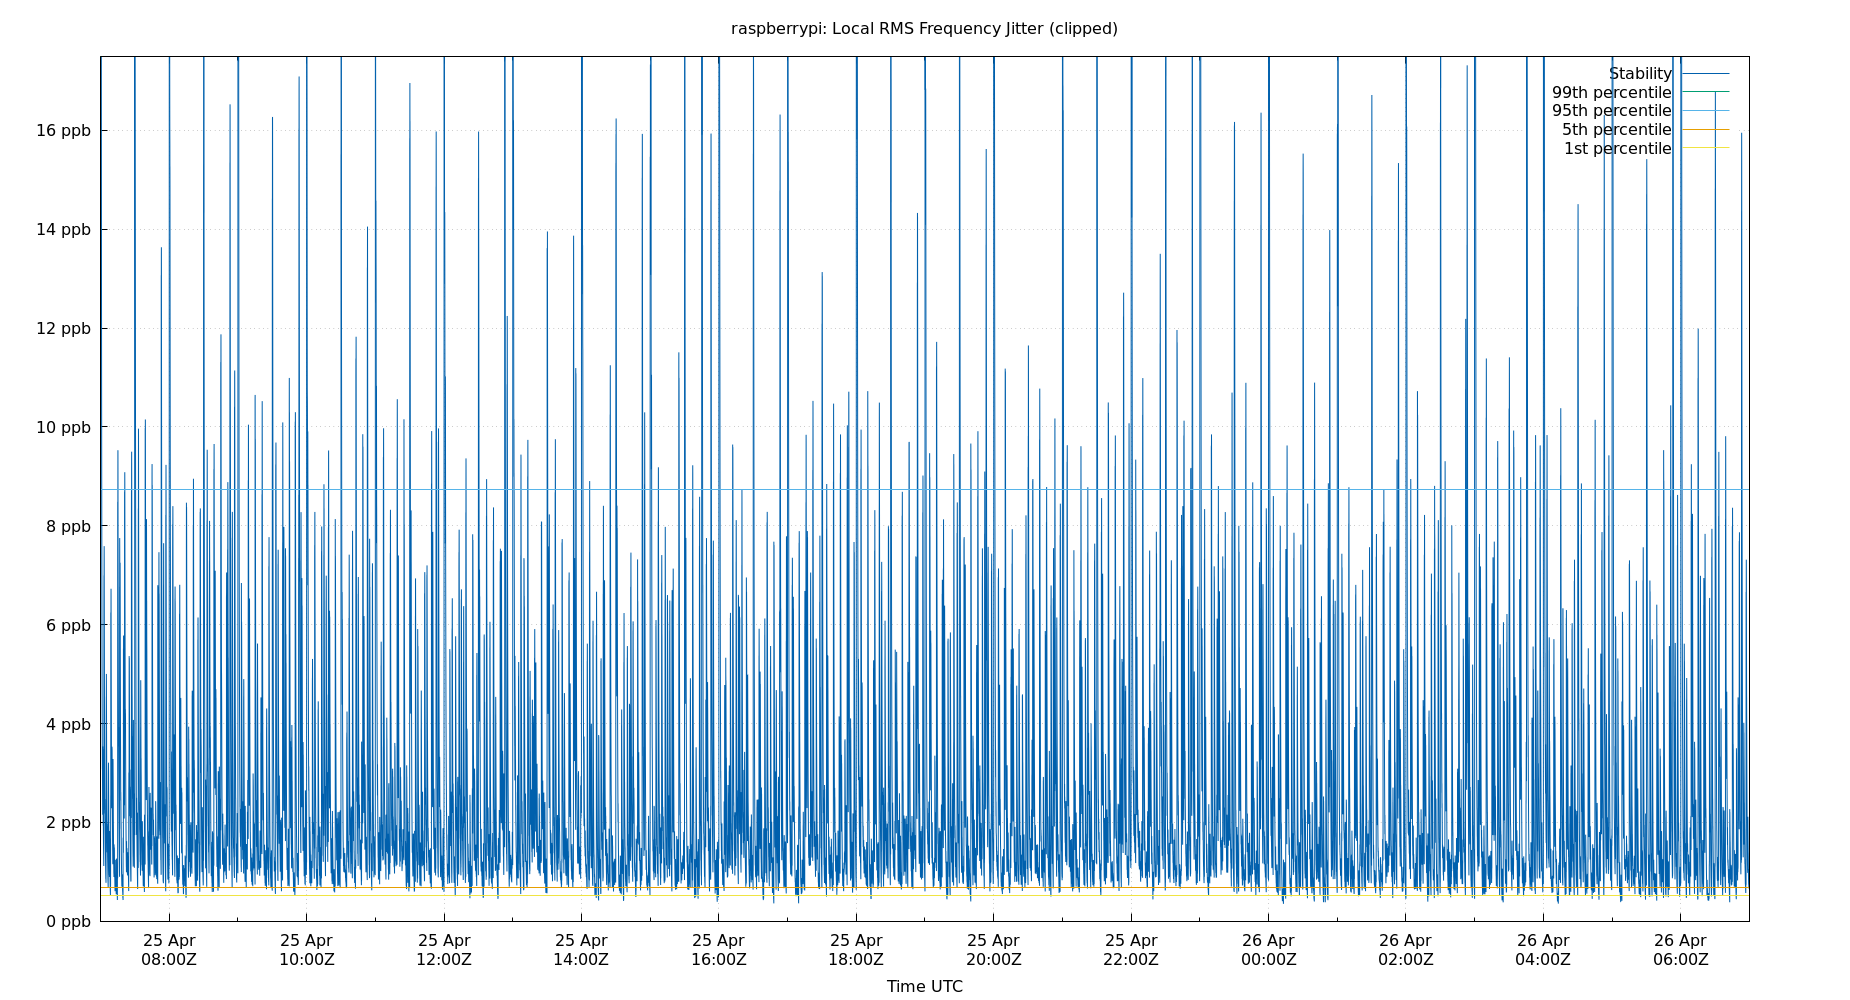 raspberrypi: Local RMS Frequency Jitter (clipped)
Stability
99th percentile
95th percentile
5th percentile
1st percentile
16 ppb
14 ppb
12 ppb
10 ppb
8 ppb
6 ppb
4 ppb
2 ppb
0 ppb
25 Apr 25 Apr 25 Apr 25 Apr 25 Apr 25 Apr 25 Apr 25 Apr 26 Apr 26 Apr 26 Apr 26 Apr
08:00Z 10:00Z 12:00Z 14:00Z 16:00Z 18:00Z 20:00Z 22:00Z 00:00Z 02:00Z 04:00Z 06:00Z
Time UTC